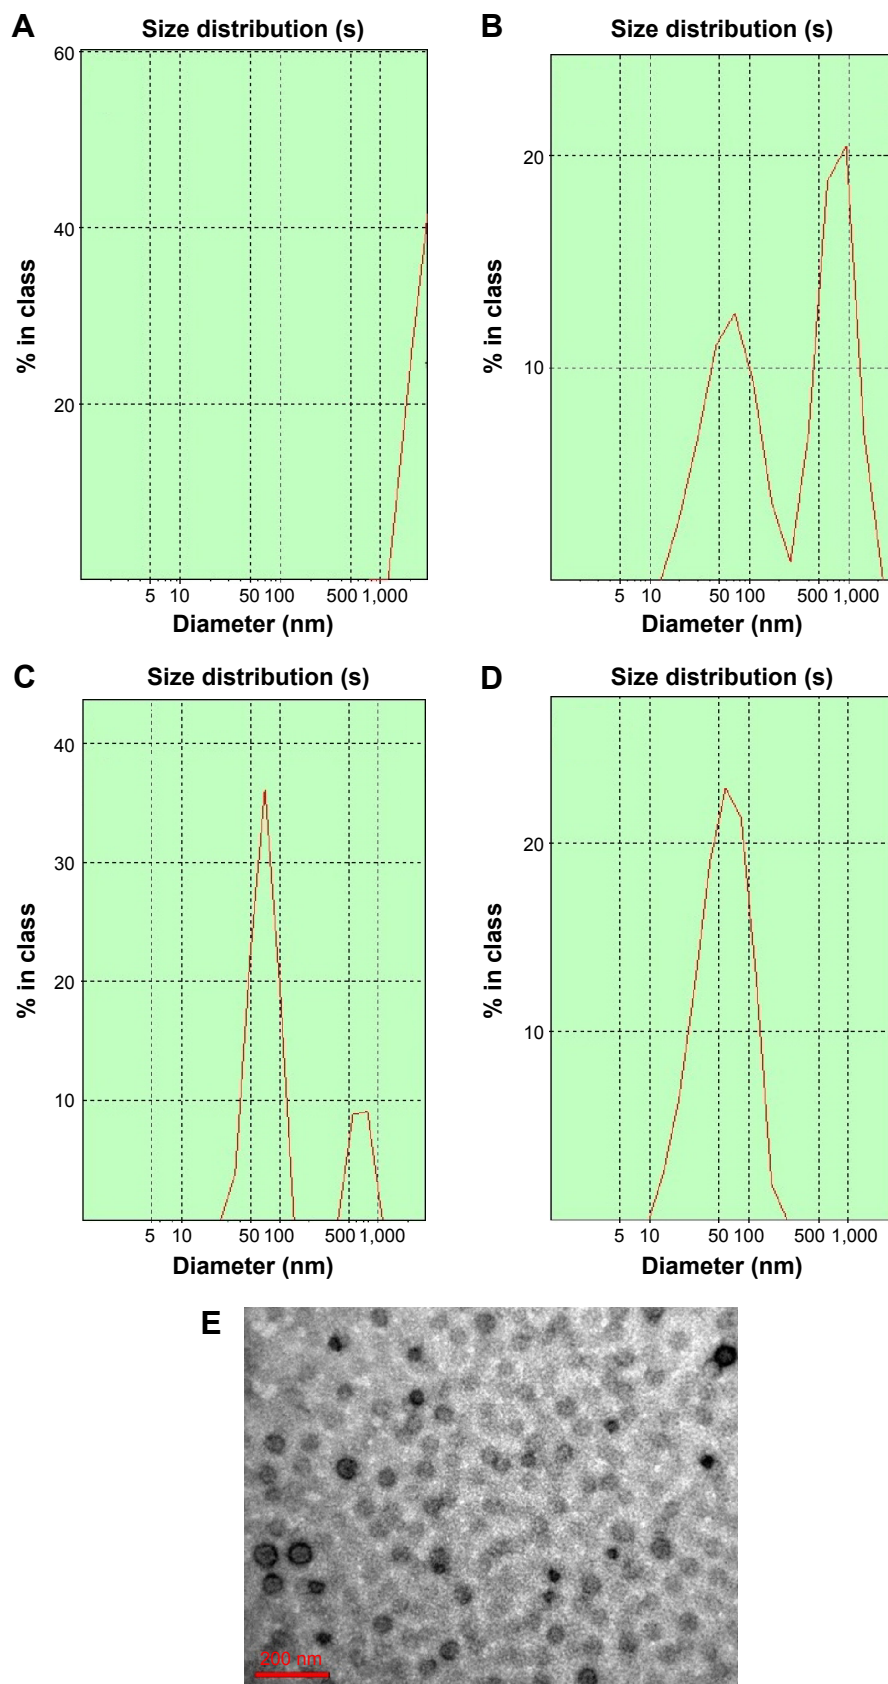 A
Size distribution (s)
60
40
20
% in class
5 10 50 100 500 1,000
Diameter (nm)
B
Size distribution (s)
20
10
% in class
5 10 50 100 500 1,000
Diameter (nm)
C
Size distribution (s)
40
30
20
10
% in class
5 10 50 100 500 1,000
Diameter (nm)
D
Size distribution (s)
20
10
% in class
5 10 50 100 500 1,000
Diameter (nm)
E
200 nm